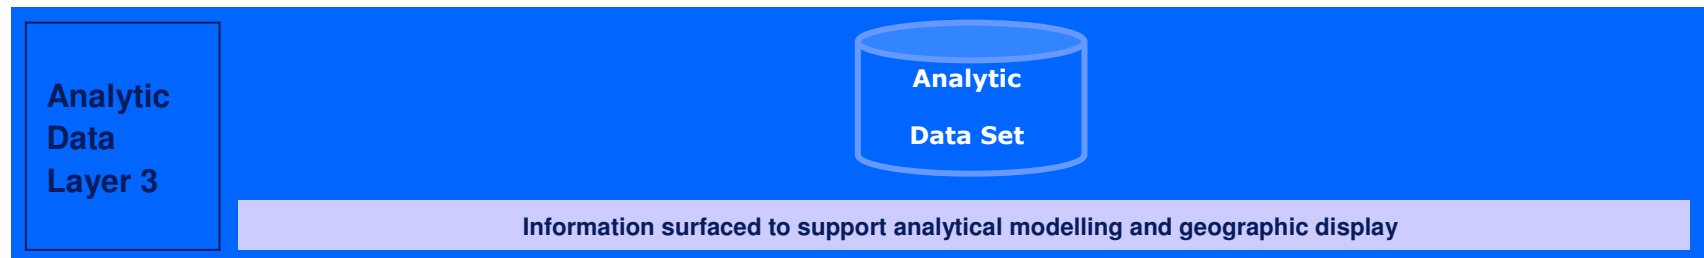 Analytic
Data
Layer 3
Analytic
Data Set
Information surfaced to support analytical modelling and geographic display